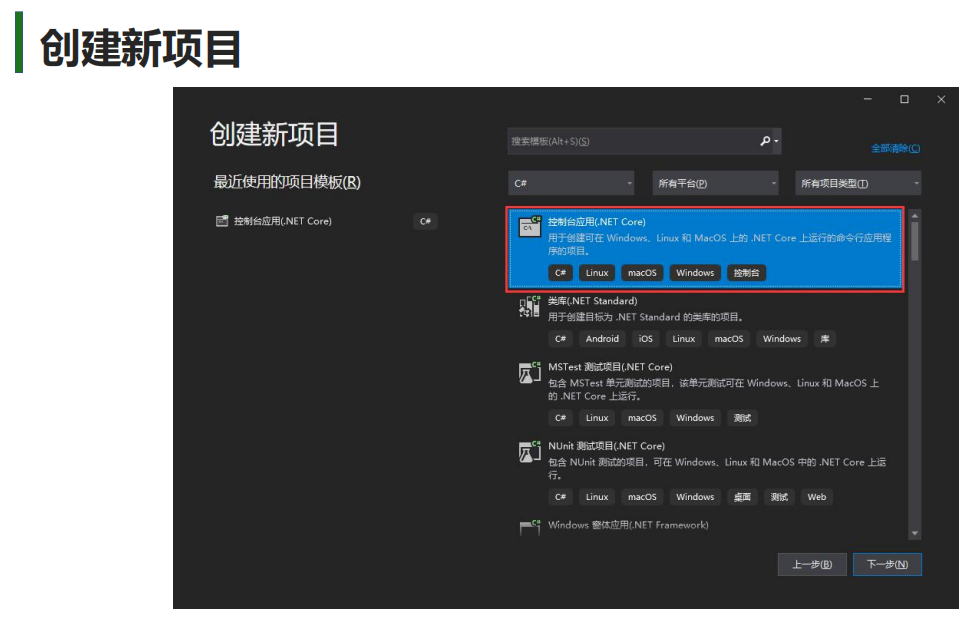 创建新项目
创建新项目
搜索模板(Alt+S)(S)
全部清除(C)
最近使用的项目模板(R)
C#
所有平台(P)
所有项目类型(T)
控制台应用(.NET Core)
C#
控制台应用(.NET Core)
用于创建可在 Windows、Linux 和 MacOS 上的 .NET Core 上运行的命令行应用程
序的项目。
C# Linux macOS Windows 控制台
类库(.NET Standard)
用于创建目标为 .NET Standard 的类库的项目。
C# Android iOS Linux macOS Windows 库
MSTest 测试项目(.NET Core)
包含 MSTest 单元测试的项目，该单元测试可在 Windows、Linux 和 MacOS 上
的 .NET Core 上运行。
C# Linux macOS Windows 测试
NUnit 测试项目(.NET Core)
包含 NUnit 测试的项目，可在 Windows、Linux 和 MacOS 中的 .NET Core 上运
行。
C# Linux macOS Windows 桌面 测试 Web
Windows 窗体应用(.NET Framework)
上一步(B)
下一步(N)